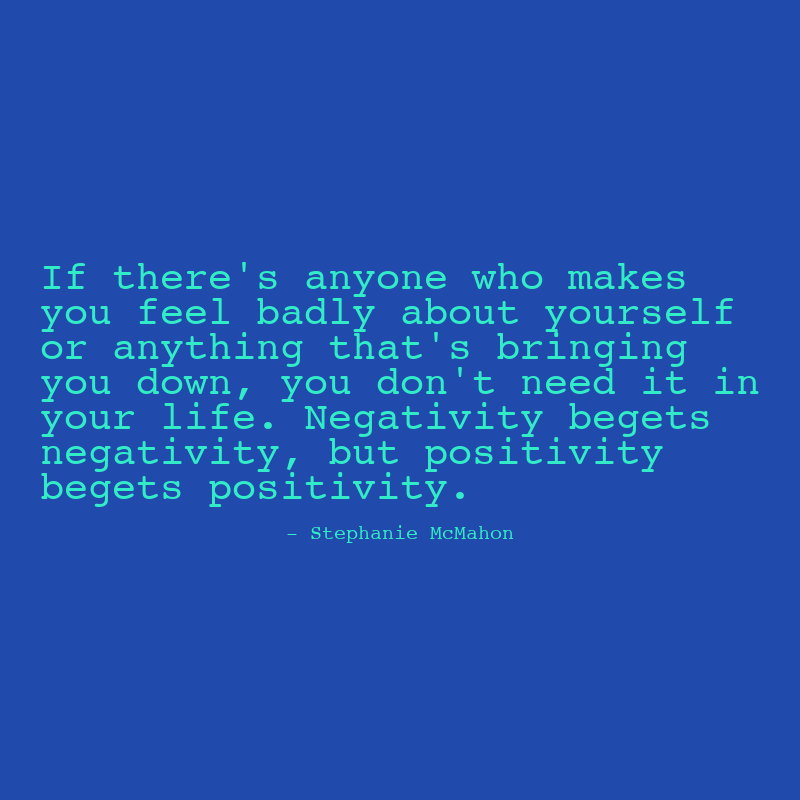 If there's anyone who makes
you feel badly about yourself
or anything that's bringing
you down, you don't need it in
your life. Negativity begets
negativity, but positivity
begets positivity.
– Stephanie McMahon